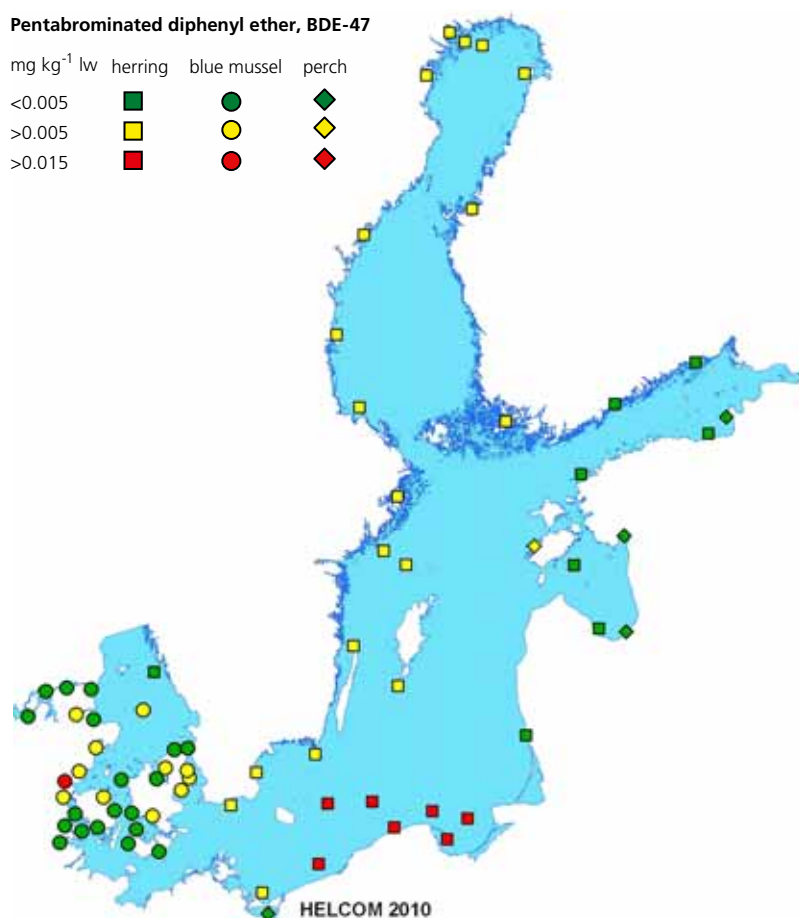 Pentabrominated diphenyl ether, BDE-47
mg kg⁻¹ lw herring blue mussel perch
<0.005
>0.005
>0.015
HELCOM 2010